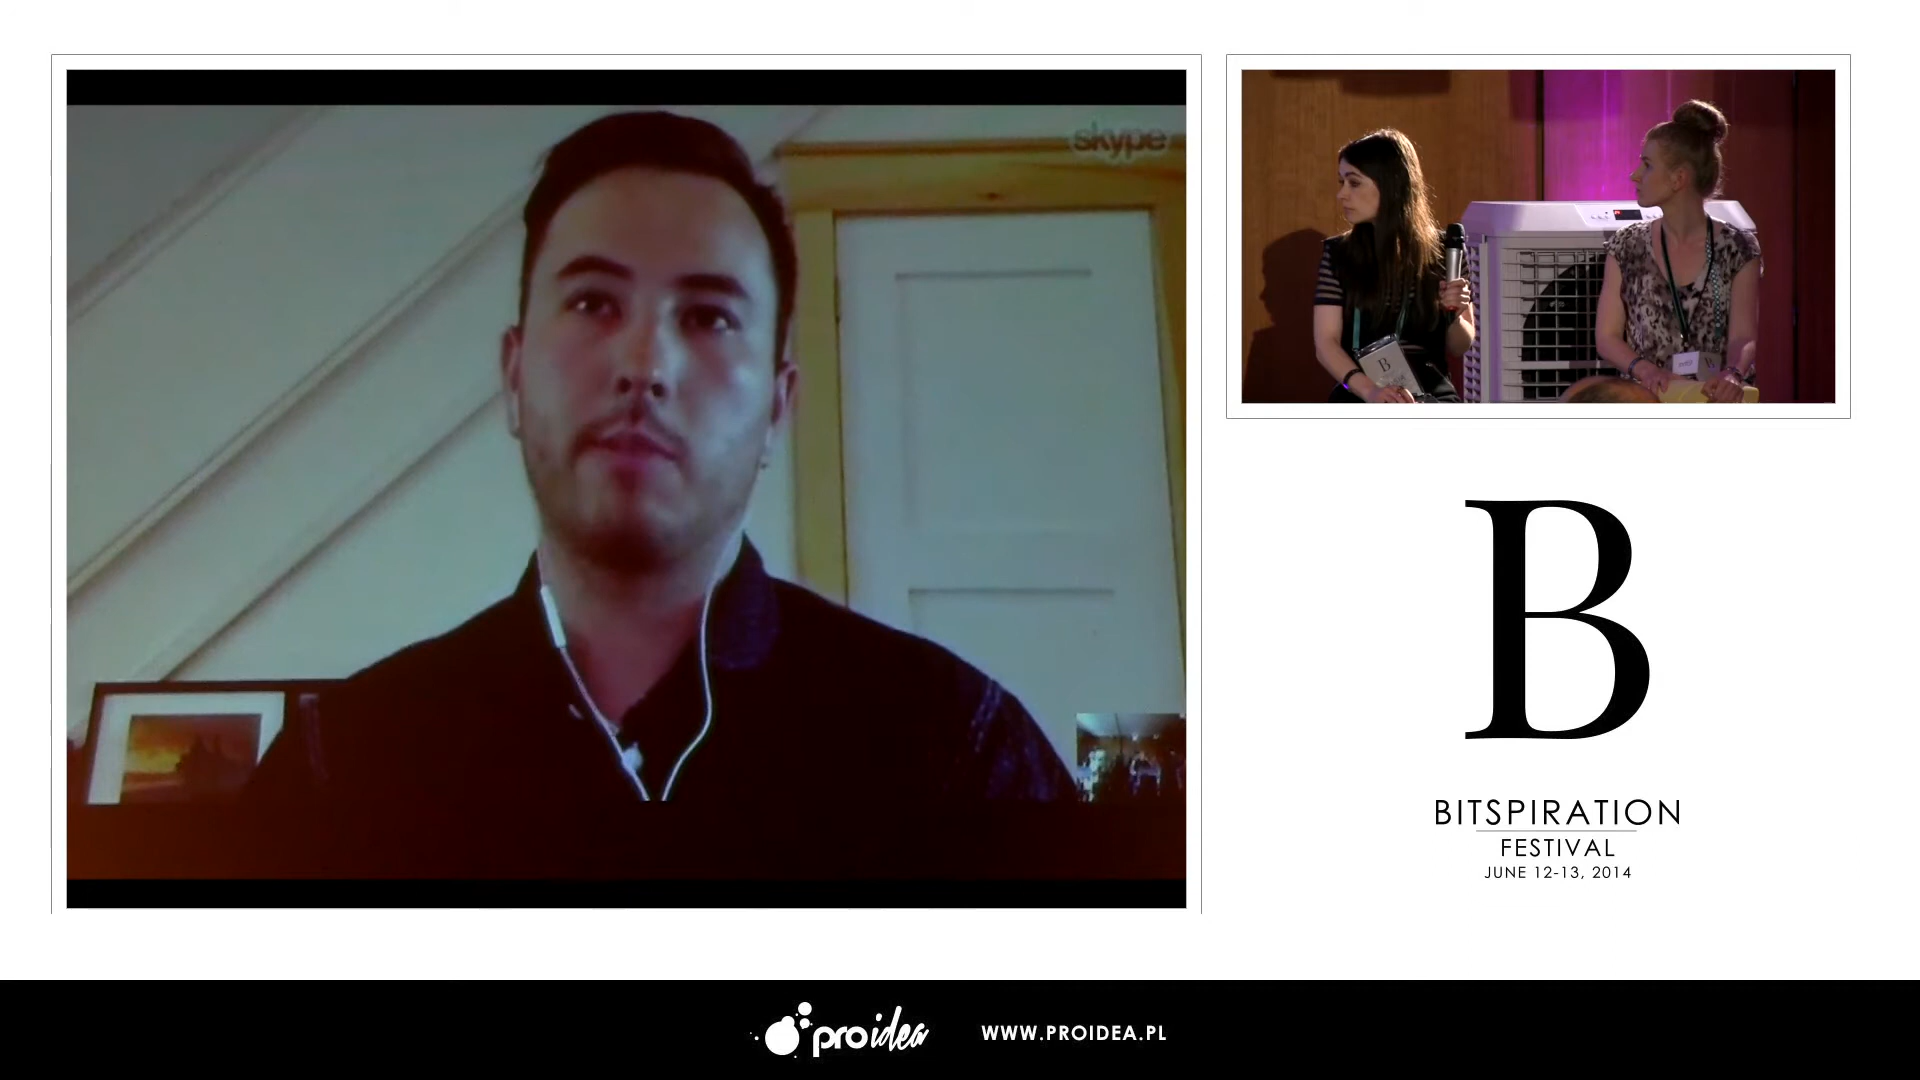 skype
B
B
BITSPIRATION
FESTIVAL
JUNE 12-13, 2014
proidea
WWW.PROIDEA.PL